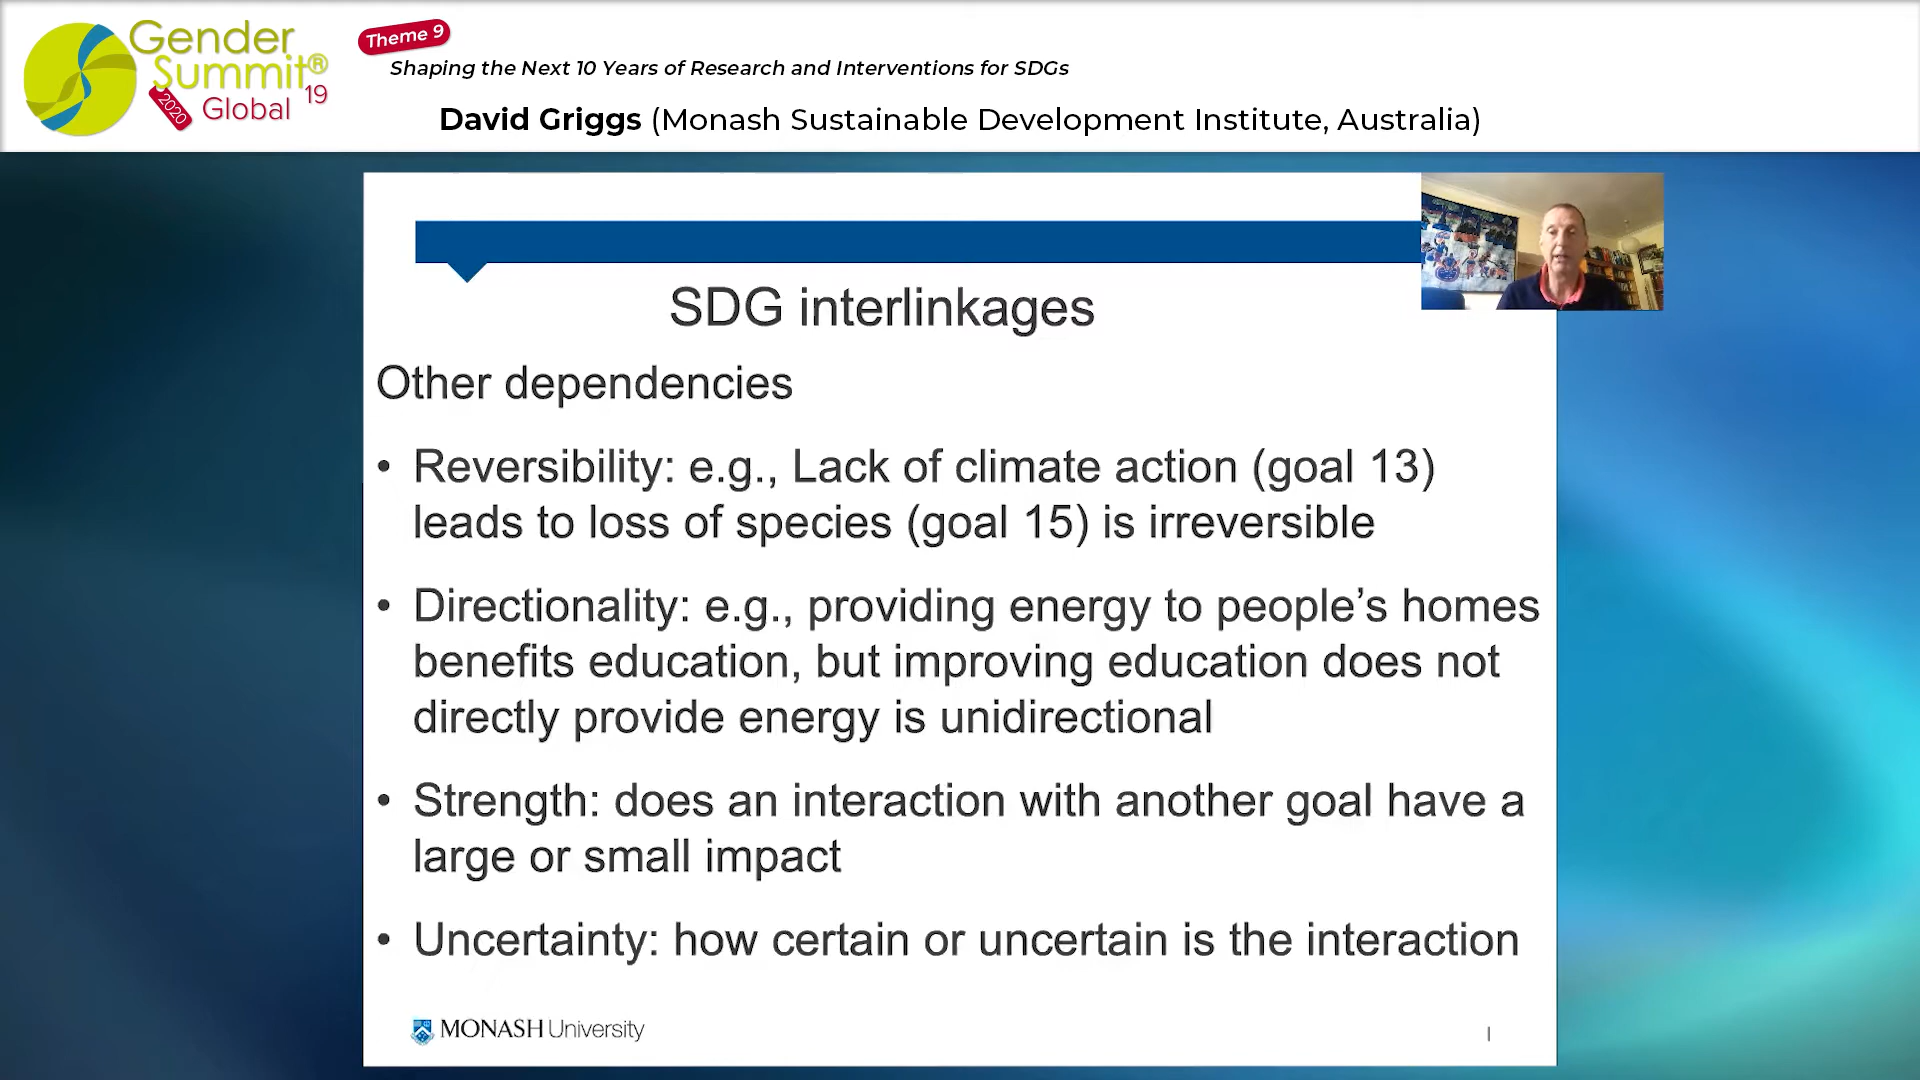 Gender
Summit®
2020
Global 19
Theme 9
Shaping the Next 10 Years of Research and Interventions for SDGs
David Griggs (Monash Sustainable Development Institute, Australia)
SDG interlinkages
Other dependencies
• Reversibility: e.g., Lack of climate action (goal 13)
leads to loss of species (goal 15) is irreversible
• Directionality: e.g., providing energy to people’s homes
benefits education, but improving education does not
directly provide energy is unidirectional
• Strength: does an interaction with another goal have a
large or small impact
• Uncertainty: how certain or uncertain is the interaction
MONASH University